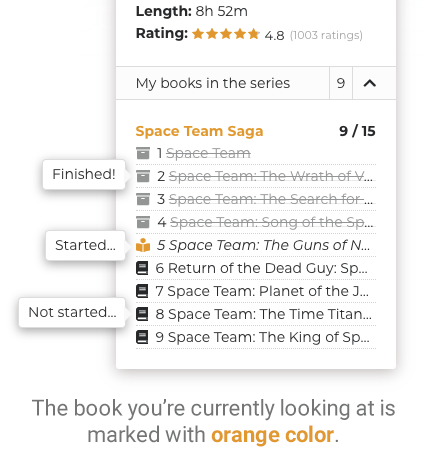 Length: 8h 52m
Rating: 4.8 (1003 ratings)
My books in the series 9
Space Team Saga 9 / 15
1 Space Team
Finished!
2 Space Team: The Wrath of V...
3 Space Team: The Search for ...
4 Space Team: Song of the Sp...
Started...
5 Space Team: The Guns of N...
6 Return of the Dead Guy: Sp...
7 Space Team: Planet of the J...
Not started...
8 Space Team: The Time Titan...
9 Space Team: The King of Sp...
The book you’re currently looking at is
marked with orange color.